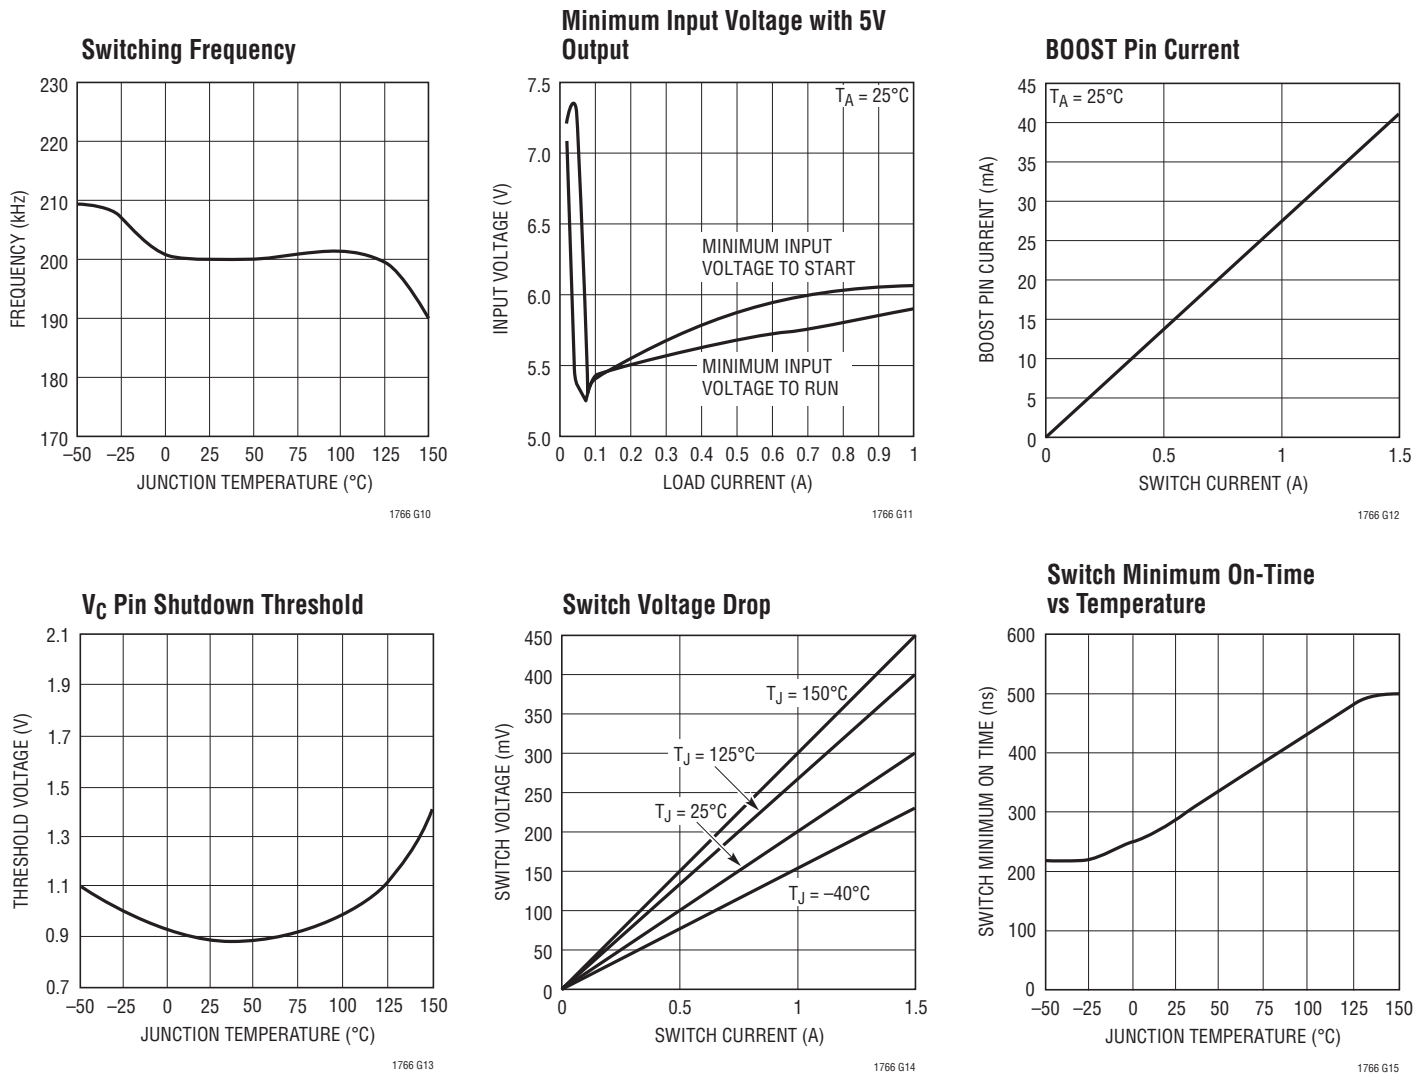 Switching Frequency
230
220
210
200
190
180
170
FREQUENCY (kHz)
–50 –25 0 25 50 75 100 125 150
JUNCTION TEMPERATURE (°C)
1766 G10
Minimum Input Voltage with 5V
Output
7.5
7.0
6.5
6.0
5.5
5.0
INPUT VOLTAGE (V)
TA = 25°C
MINIMUM INPUT
VOLTAGE TO START
MINIMUM INPUT
VOLTAGE TO RUN
0 0.1 0.2 0.3 0.4 0.5 0.6 0.7 0.8 0.9 1
LOAD CURRENT (A)
1766 G11
BOOST Pin Current
45
40
35
30
25
20
15
10
5
0
BOOST PIN CURRENT (mA)
TA = 25°C
0 0.5 1 1.5
SWITCH CURRENT (A)
1766 G12
VC Pin Shutdown Threshold
2.1
1.9
1.7
1.5
1.3
1.1
0.9
0.7
THRESHOLD VOLTAGE (V)
–50 –25 0 25 50 75 100 125 150
JUNCTION TEMPERATURE (°C)
1766 G13
Switch Voltage Drop
450
400
350
300
250
200
150
100
50
0
SWITCH VOLTAGE (mV)
TJ = 150°C
TJ = 125°C
TJ = 25°C
TJ = –40°C
0 0.5 1 1.5
SWITCH CURRENT (A)
1766 G14
Switch Minimum On-Time
vs Temperature
600
500
400
300
200
100
0
SWITCH MINIMUM ON TIME (ns)
–50 –25 0 25 50 75 100 125 150
JUNCTION TEMPERATURE (°C)
1766 G15